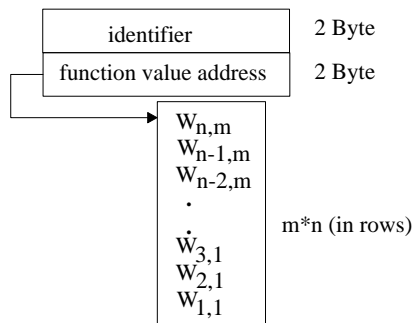 identifier 2 Byte
function value address 2 Byte
Wn,m
Wn-1,m
Wn-2,m
.
.
m*n (in rows)
W3,1
W2,1
W1,1